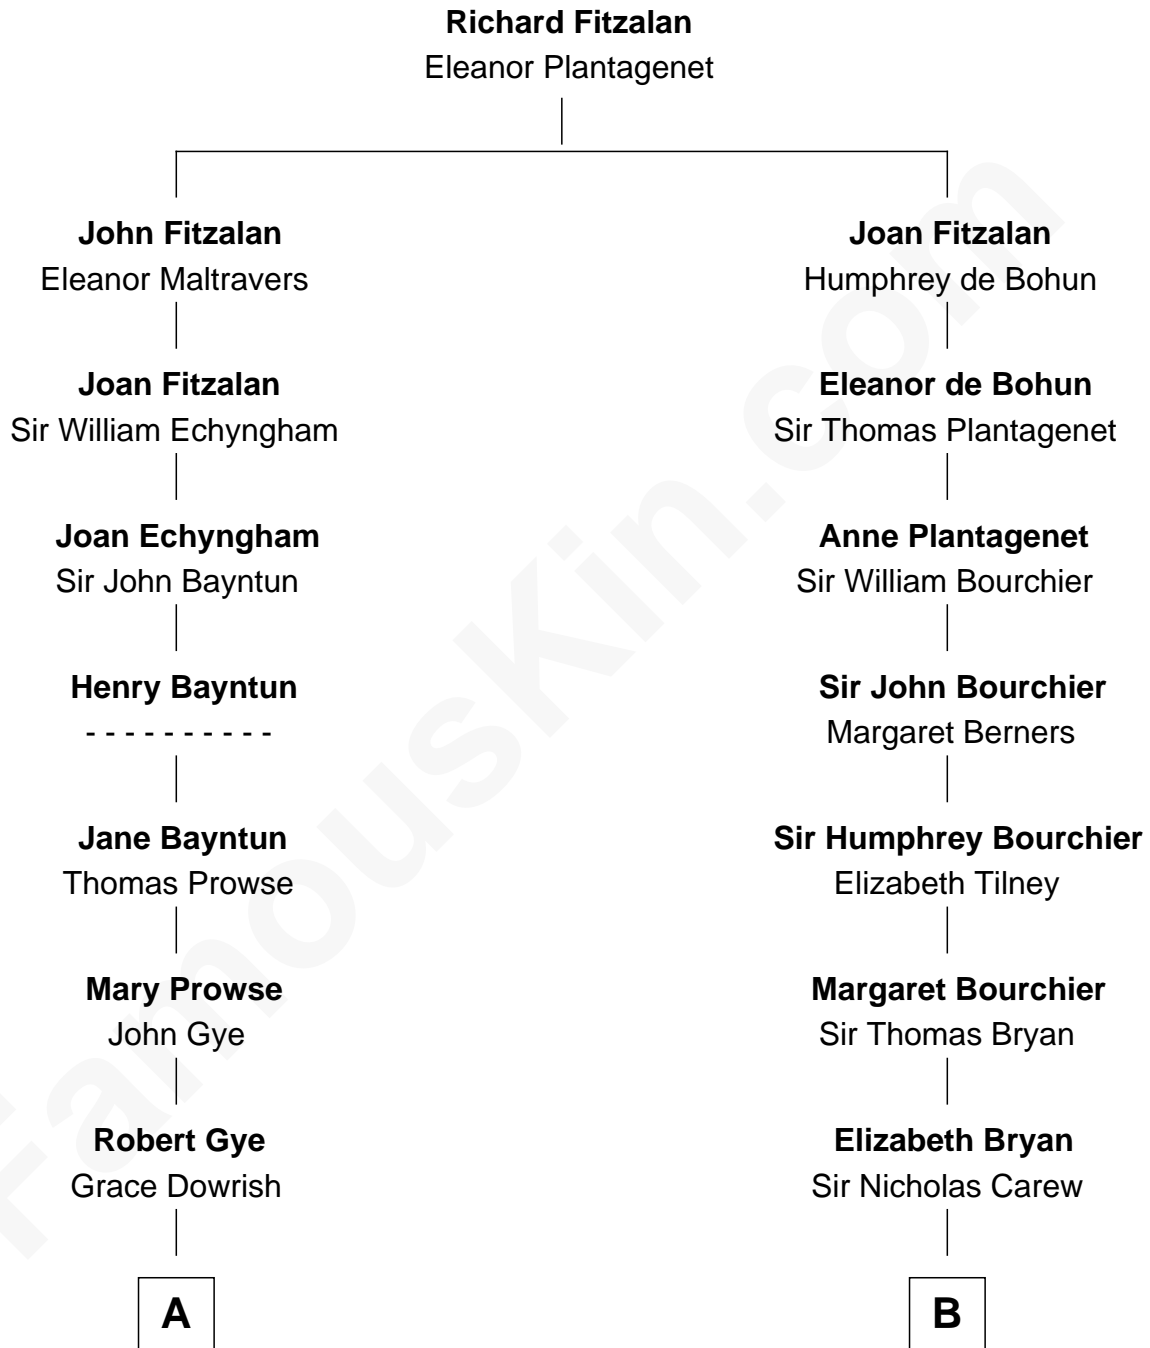 Richard Fitzalan
Eleanor Plantagenet
John Fitzalan
Eleanor Maltravers
Joan Fitzalan
Sir William Echyngham
Joan Echyngham
Sir John Bayntun
Henry Bayntun
- - - - - - - - - -
Jane Bayntun
Thomas Prowse
Mary Prowse
John Gye
Robert Gye
Grace Dowrish
A
Joan Fitzalan
Humphrey de Bohun
Eleanor de Bohun
Sir Thomas Plantagenet
Anne Plantagenet
Sir William Bourchier
Sir John Bourchier
Margaret Berners
Sir Humphrey Bourchier
Elizabeth Tilney
Margaret Bourchier
Sir Thomas Bryan
Elizabeth Bryan
Sir Nicholas Carew
B
FamousKin.com